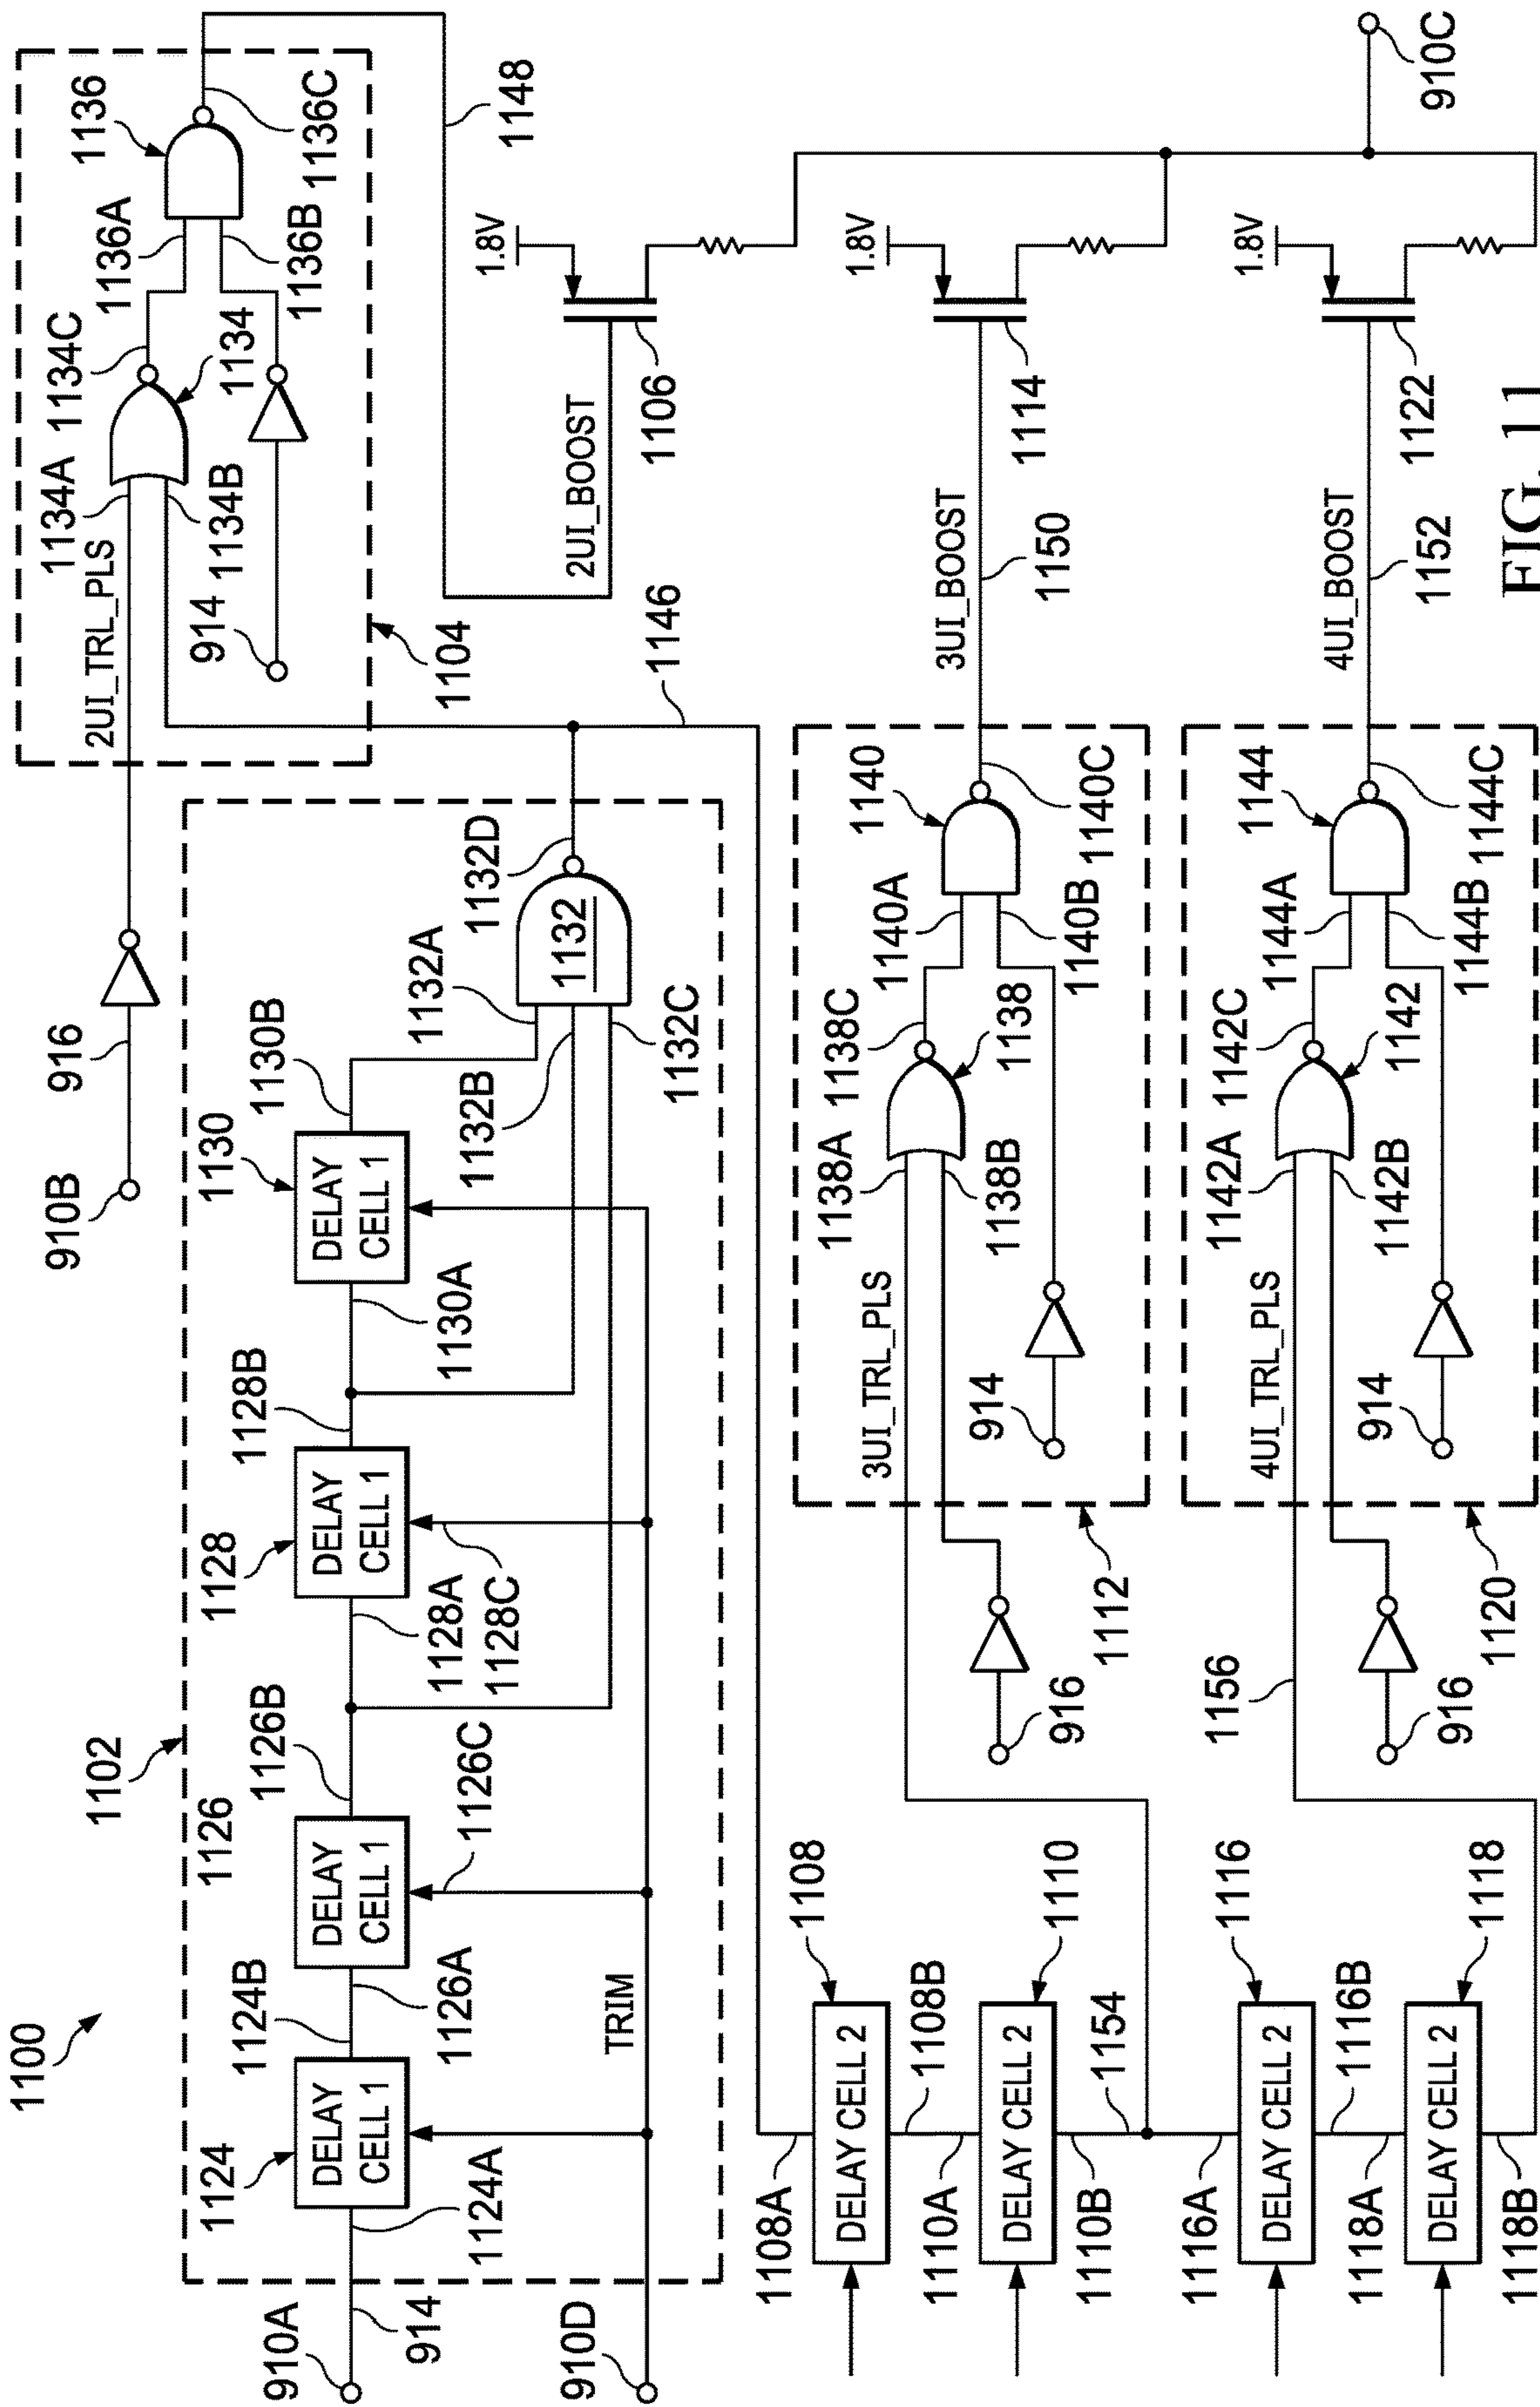 1100
1102
910A
914
1124A
1124
DELAY
CELL 1
1124B
1126A
1126
DELAY
CELL 1
1126C
1126B
1128A
1128C
1128
DELAY
CELL 1
1128B
1130A
1130
DELAY
CELL 1
1130B
1132A
1132B
1132C
1132
1132D
910D
TRIM
910B
916
2UI_TRL_PLS
1134A
1134B
1134C
1134
914
1104
1136A
1136B
1136
1136C
1146
1148
2UI_BOOST
1106
1.8V
1108A
DELAY CELL 2
1108
1108B
1110A
DELAY CELL 2
1110
1110B
1154
916
1112
3UI_TRL_PLS
914
1138A
1138B
1138C
1138
1140A
1140B
1140
1140C
3UI_BOOST
1150
1114
1.8V
910C
1116A
DELAY CELL 2
1116
1116B
1118A
DELAY CELL 2
1118
1118B
1156
916
1120
4UI_TRL_PLS
914
1142A
1142B
1142C
1142
1144A
1144B
1144
1144C
4UI_BOOST
1152
1122
1.8V
FIG. 11